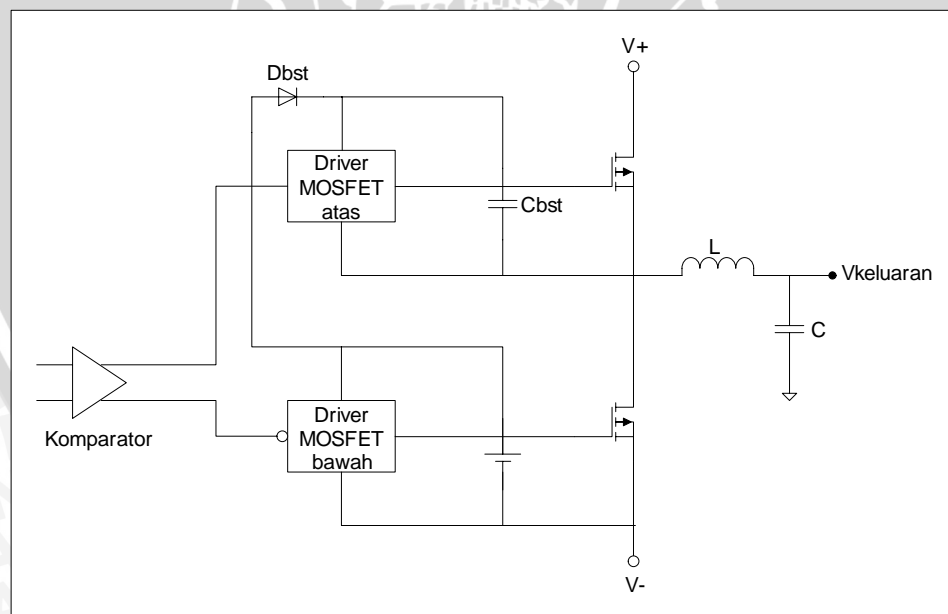 V+
Dbst
Driver
MOSFET
atas
Cbst
L
Vkeluaran
C
Komparator
Driver
MOSFET
bawah
V-